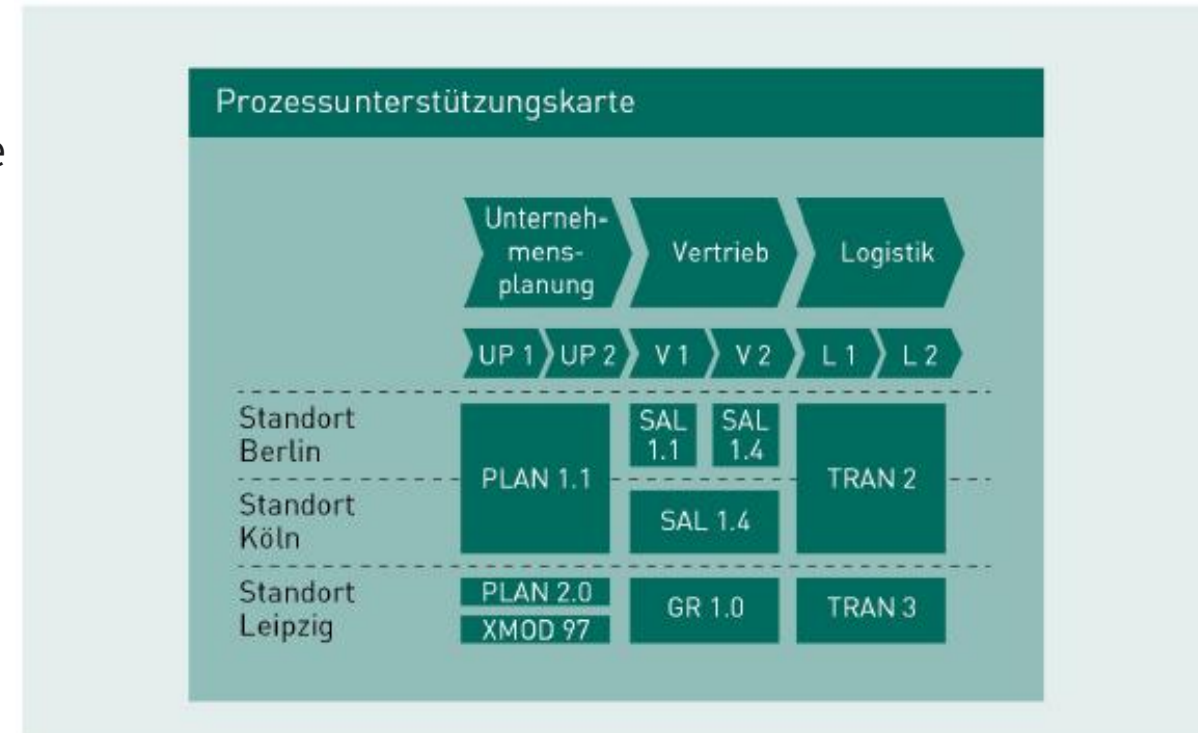 Prozessunterstützungskarte
e
Unterneh-
mens-
planung
Vertrieb
Logistik
UP 1 UP 2 V 1 V 2 L 1 L 2
Standort
Berlin
PLAN 1.1
SAL
1.1
SAL
1.4
TRAN 2
Standort
Köln
SAL 1.4
Standort
Leipzig
PLAN 2.0
XMOD 97
GR 1.0
TRAN 3